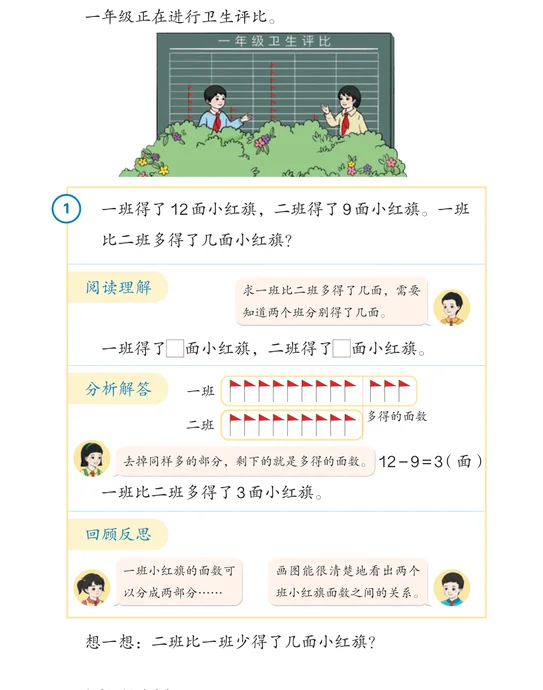 一年级正在进行卫生评比。
一年级卫生评比
1
一班得了12面小红旗，二班得了9面小红旗。一班
比二班多得了几面小红旗？
阅读理解
求一班比二班多得了几面，需要
知道两个班分别得了几面。
一班得了□面小红旗，二班得了□面小红旗。
分析解答
一班
二班
多得的面数
去掉同样多的部分，剩下的就是多得的面数。
12－9＝3（面）
一班比二班多得了3面小红旗。
回顾反思
一班小红旗的面数可
以分成两部分……
画图能很清楚地看出两个
班小红旗面数之间的关系。
想一想：二班比一班少得了几面小红旗？